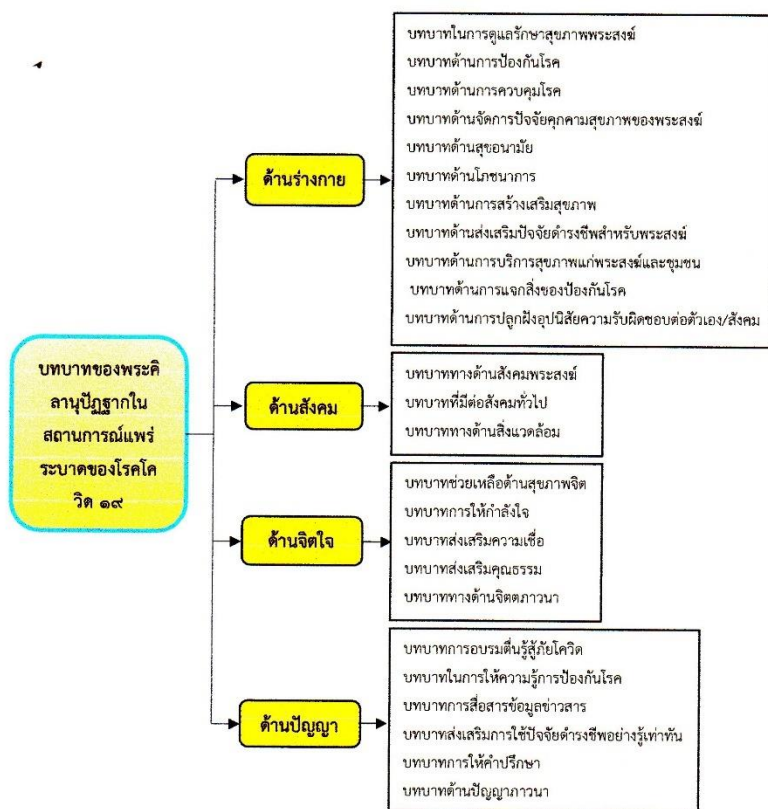 บทบาทในการดูแลรักษาสุขภาพพระสงฆ์
บทบาทด้านการป้องกันโรค
บทบาทด้านการควบคุมโรค
บทบาทด้านจัดการปัจจัยคุกคามสุขภาพของพระสงฆ์
บทบาทด้านสุขอนามัย
บทบาทด้านโภชนาการ
บทบาทด้านการสร้างเสริมสุขภาพ
บทบาทด้านส่งเสริมปัจจัยดำรงชีพสำหรับพระสงฆ์
บทบาทด้านการบริการสุขภาพแก่พระสงฆ์และชุมชน
บทบาทด้านการแจกสิ่งของป้องกันโรค
บทบาทด้านการปลูกฝังอุปนิสัยความรับผิดชอบต่อตัวเอง/สังคม
ด้านร่างกาย
บทบาทของพระคิ
ลานุปัฏฐากใน
สถานการณ์แพร่
ระบาดของโรคโค
วิด ๑๙
ด้านสังคม
บทบาททางด้านสังคมพระสงฆ์
บทบาทที่มีต่อสังคมทั่วไป
บทบาททางด้านสิ่งแวดล้อม
ด้านจิตใจ
บทบาทช่วยเหลือด้านสุขภาพจิต
บทบาทการให้กำลังใจ
บทบาทส่งเสริมความเชื่อ
บทบาทส่งเสริมคุณธรรม
บทบาททางด้านจิตตภาวนา
ด้านปัญญา
บทบาทการอบรมตื่นรู้สู้ภัยโควิด
บทบาทในการให้ความรู้การป้องกันโรค
บทบาทการสื่อสารข้อมูลข่าวสาร
บทบาทส่งเสริมการใช้ปัจจัยดำรงชีพอย่างรู้เท่าทัน
บทบาทการให้คำปรึกษา
บทบาทด้านปัญญาภาวนา